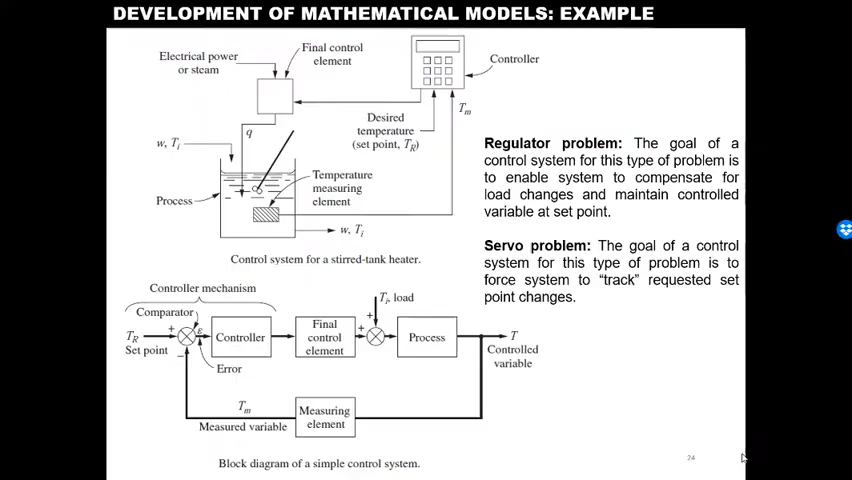 DEVELOPMENT OF MATHEMATICAL MODELS: EXAMPLE
Electrical power
or steam
Final control
element
Controller
q
Desired
temperature
(set point, T_R)
T_m
w, T_i
Temperature
measuring
element
Process
w, T_i
Control system for a stirred-tank heater.
Regulator problem: The goal of a
control system for this type of problem is
to enable system to compensate for
load changes and maintain controlled
variable at set point.
Servo problem: The goal of a control
system for this type of problem is to
force system to “track” requested set
point changes.
Controller mechanism
Comparator
T_i, load
T_R
Set point
+
−
ε
Controller
Final
control
element
+
+
Process
T
Controlled
variable
Error
T_m
Measured variable
Measuring
element
Block diagram of a simple control system.
24